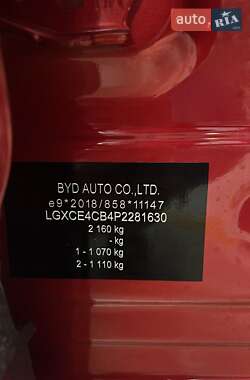 AUTO RIA
BYD AUTO CO.,LTD.
e9*2018/858*11147
LGXCE4CB4P2281630
2 160 kg
- kg
1 - 1 070 kg
2 - 1 110 kg